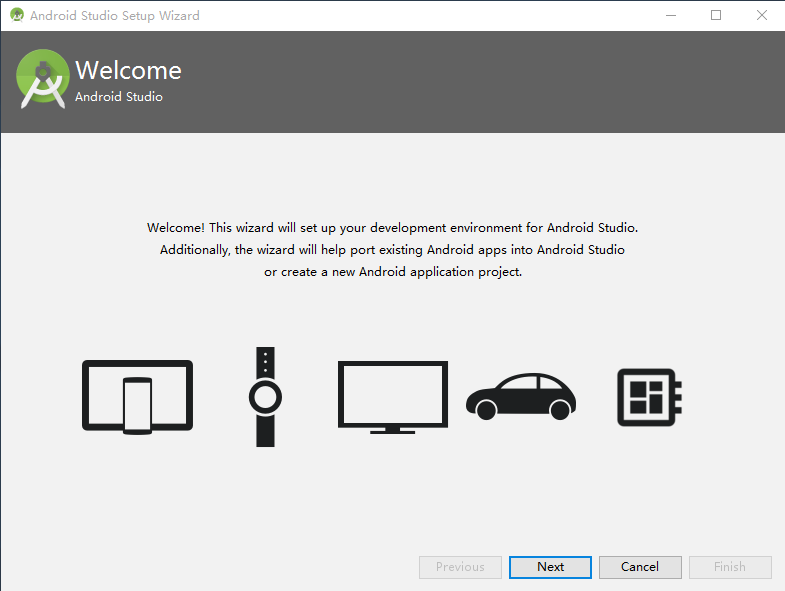 Android Studio Setup Wizard
Welcome
Android Studio
Welcome! This wizard will set up your development environment for Android Studio.
Additionally, the wizard will help port existing Android apps into Android Studio
or create a new Android application project.
Previous Next Cancel Finish